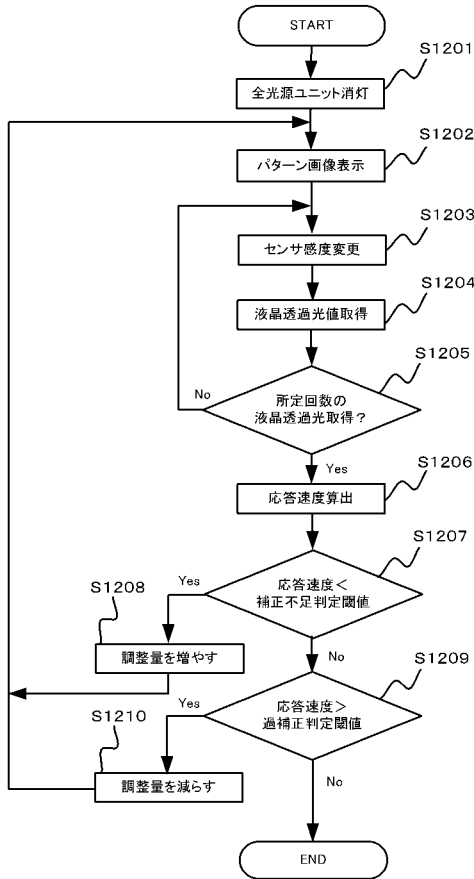 START
S1201
全光源ユニット消灯
S1202
パターン画像表示
S1203
センサ感度変更
S1204
液晶透過光値取得
S1205
所定回数の
液晶透過光取得？
No
Yes
S1206
応答速度算出
S1207
応答速度＜
補正不足判定閾値
Yes
S1208
調整量を増やす
No
S1209
応答速度＞
過補正判定閾値
Yes
S1210
調整量を減らす
No
END